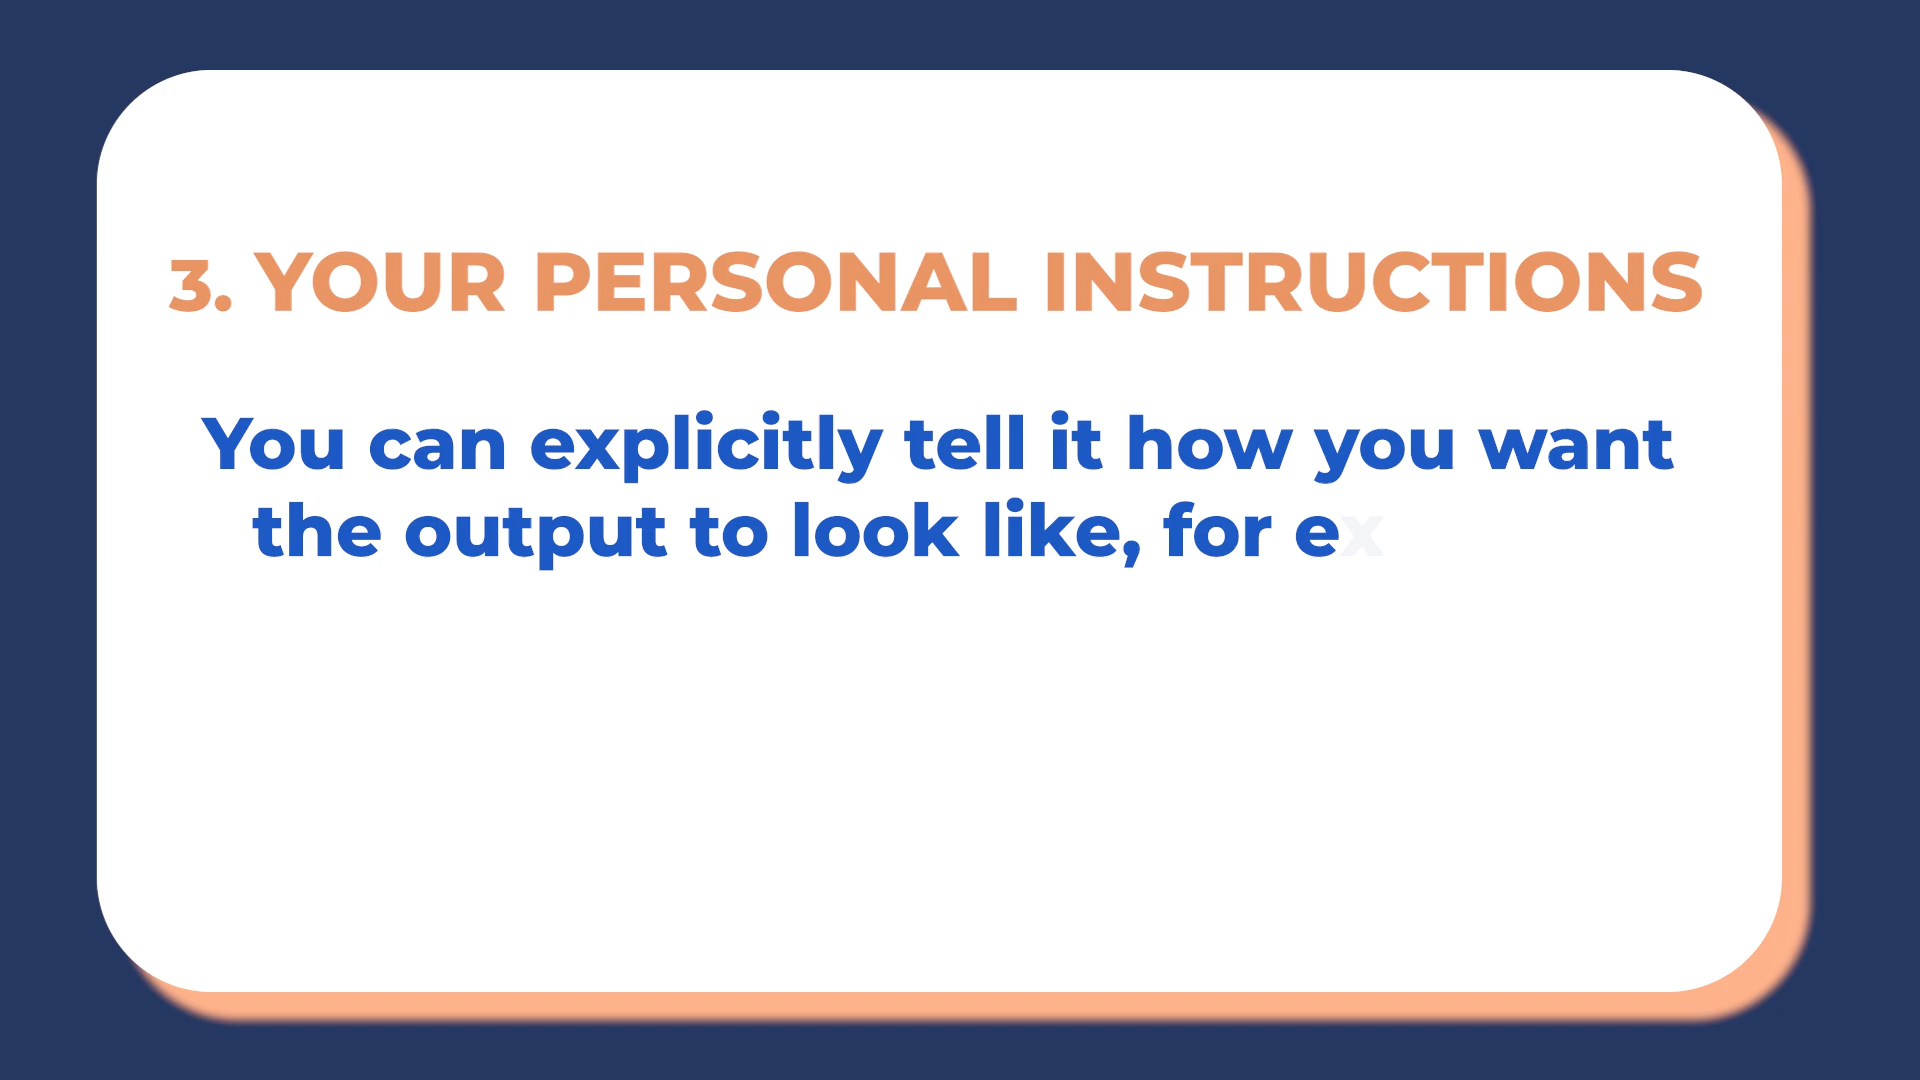 3. YOUR PERSONAL INSTRUCTIONS
You can explicitly tell it how you want
the output to look like, for ex